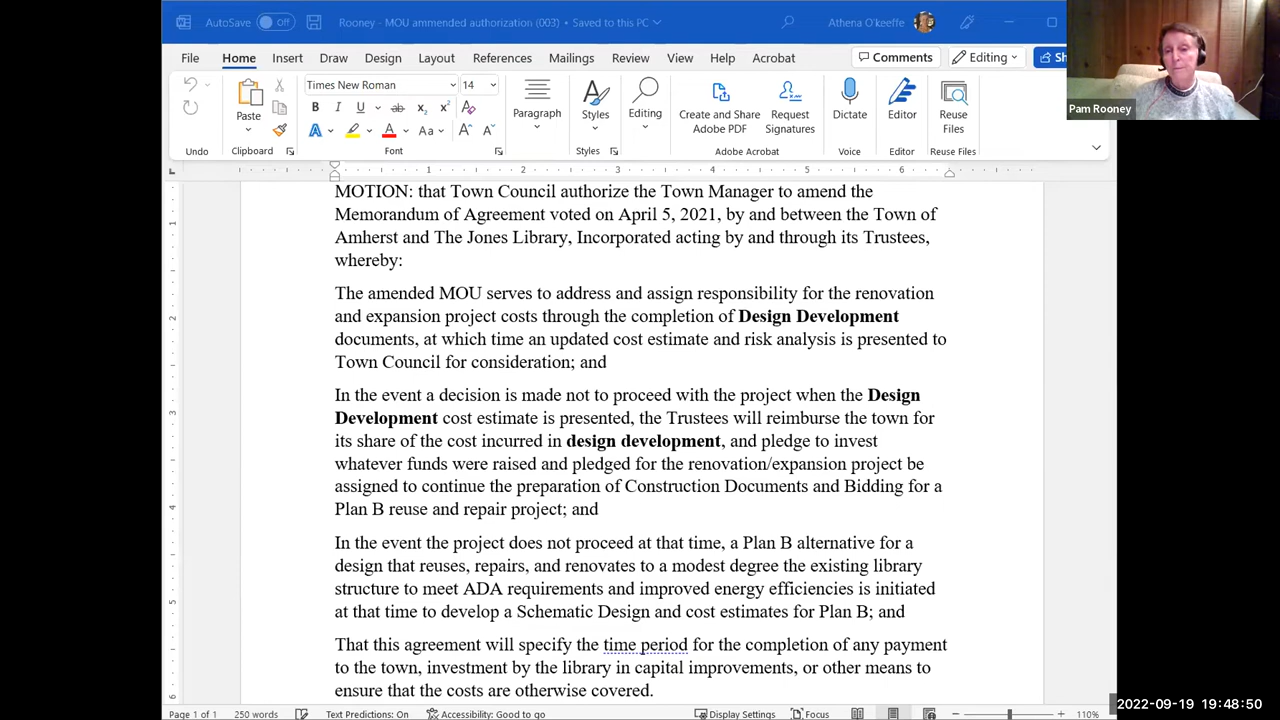 AutoSave Off Rooney - MOU ammended authorization (003) • Saved to this PC Athena O'keeffe
File Home Insert Draw Design Layout References Mailings Review View Help Acrobat Comments Editing Sh
Times New Roman 14
Paste Paragraph Styles Editing Create and Share Adobe PDF Request Signatures Dictate Editor Reuse Files
Undo Clipboard Font Styles Adobe Acrobat Voice Editor Reuse Files
Pam Rooney
1 2 3 4 5 6
MOTION: that Town Council authorize the Town Manager to amend the
Memorandum of Agreement voted on April 5, 2021, by and between the Town of
Amherst and The Jones Library, Incorporated acting by and through its Trustees,
whereby:
The amended MOU serves to address and assign responsibility for the renovation
and expansion project costs through the completion of Design Development
documents, at which time an updated cost estimate and risk analysis is presented to
Town Council for consideration; and
In the event a decision is made not to proceed with the project when the Design
Development cost estimate is presented, the Trustees will reimburse the town for
its share of the cost incurred in design development, and pledge to invest
whatever funds were raised and pledged for the renovation/expansion project be
assigned to continue the preparation of Construction Documents and Bidding for a
Plan B reuse and repair project; and
In the event the project does not proceed at that time, a Plan B alternative for a
design that reuses, repairs, and renovates to a modest degree the existing library
structure to meet ADA requirements and improved energy efficiencies is initiated
at that time to develop a Schematic Design and cost estimates for Plan B; and
That this agreement will specify the time period for the completion of any payment
to the town, investment by the library in capital improvements, or other means to
ensure that the costs are otherwise covered.
Page 1 of 1 250 words Text Predictions: On Accessibility: Good to go Display Settings Focus 110%
2022-09-19 19:48:50